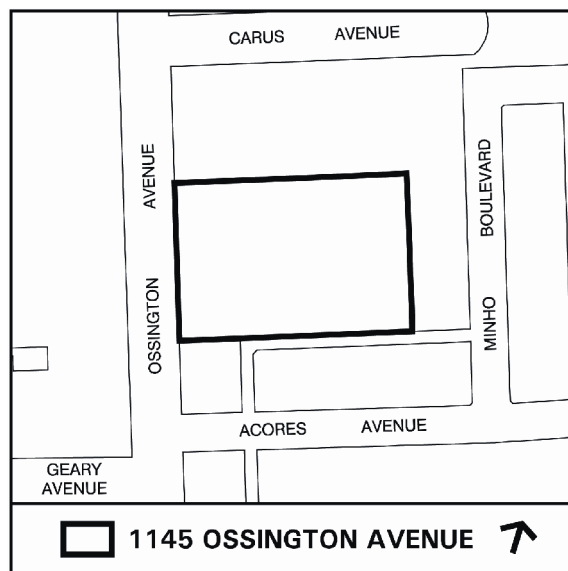 CARUS AVENUE
OSSINGTON AVENUE
MINHO BOULEVARD
ACORES AVENUE
GEARY
AVENUE
1145 OSSINGTON AVENUE